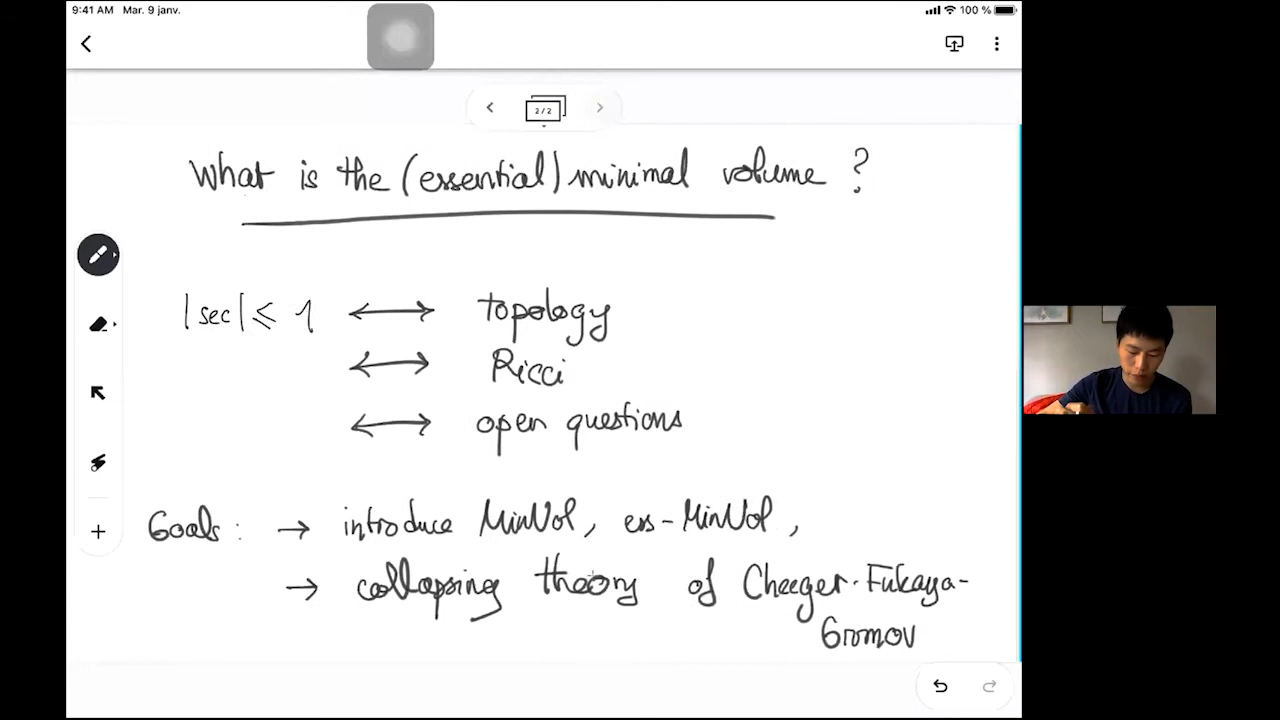 9:41 AM Mar. 9 janv.
100 %
2/2
What is the (essential) minimal volume ?
|sec| ⩽ 1 ⟷ topology
⟷ Ricci
⟷ open questions
Goals : → introduce MinVol, ess-MinVol,
→ collapsing theory of Cheeger-Fukaya-
Gromov